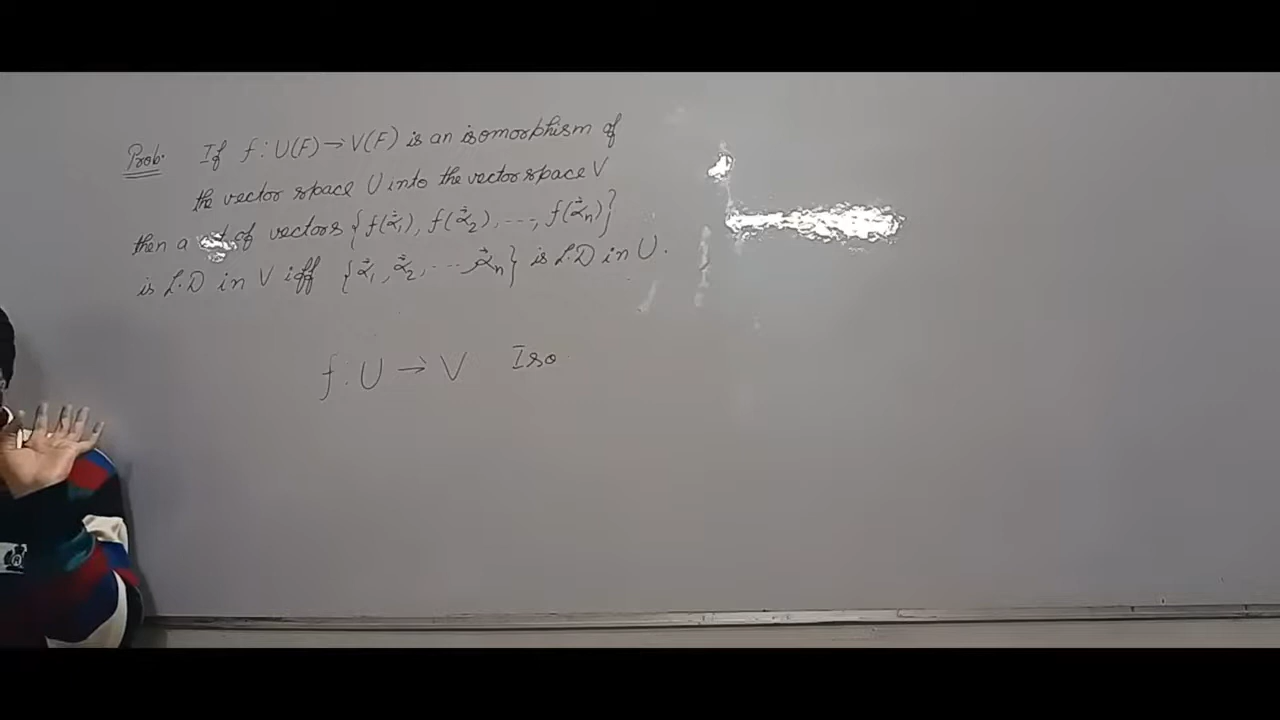 Prob. If f : U(F) → V(F) is an isomorphism of
the vector space U into the vector space V
then a set of vectors {f(α⃗₁), f(α⃗₂), ..., f(α⃗ₙ)}
is L.D in V iff {α⃗₁, α⃗₂, ... , α⃗ₙ} is L.D in U.
f : U → V Iso